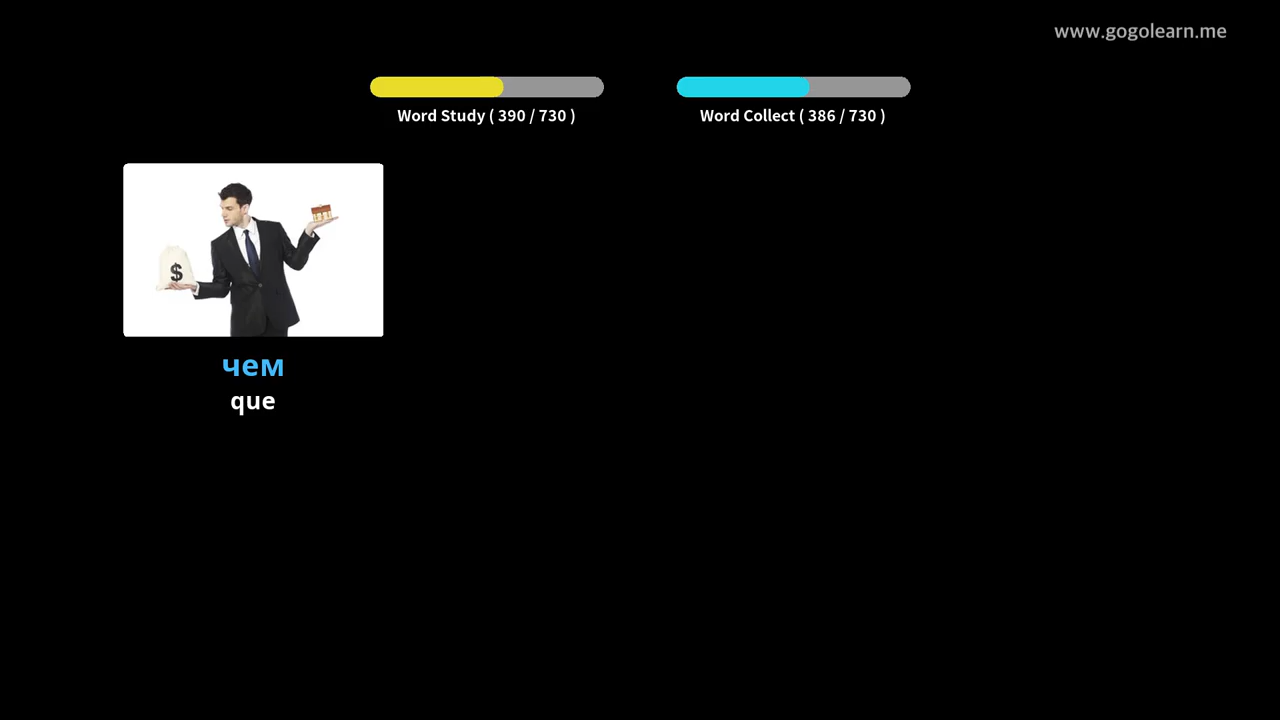 www.gogolearn.me
Word Study ( 390 / 730 )
Word Collect ( 386 / 730 )
$
чем
que